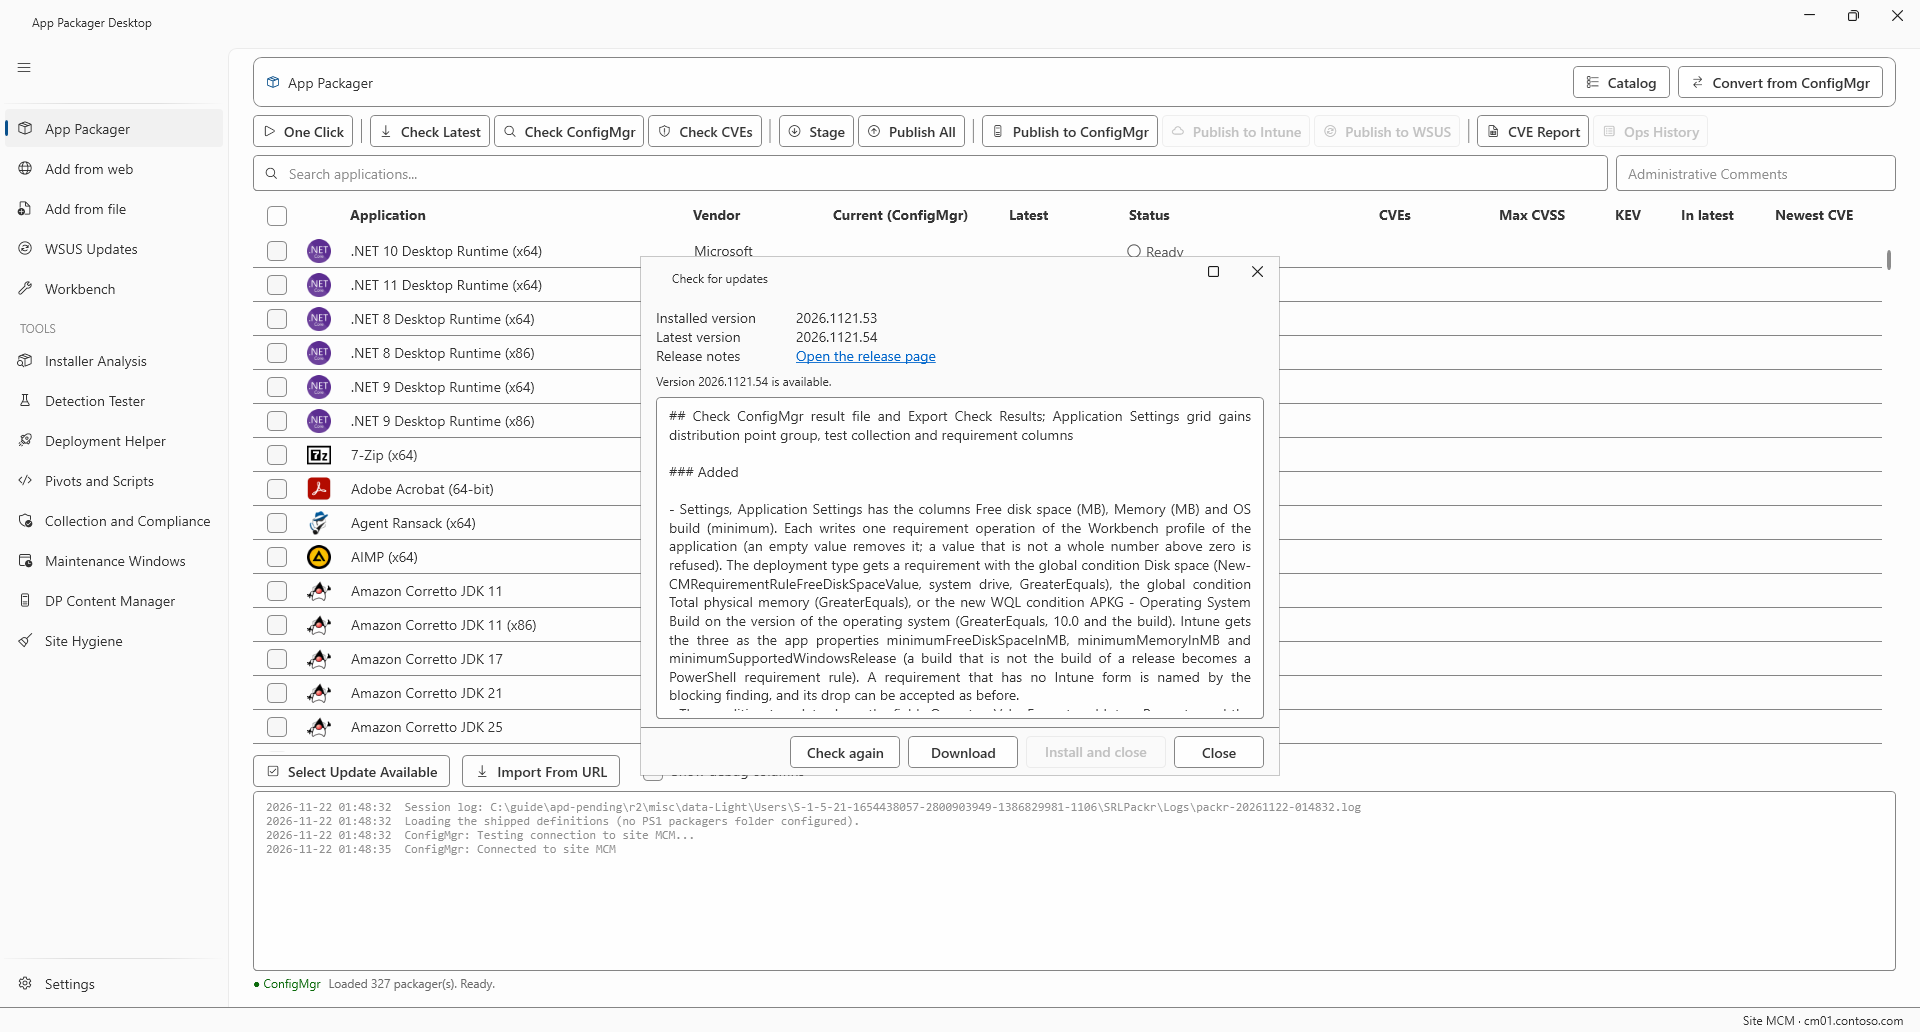 App Packager Desktop
App Packager
Add from web
Add from file
WSUS Updates
Workbench
TOOLS
Installer Analysis
Detection Tester
Deployment Helper
Pivots and Scripts
Collection and Compliance
Maintenance Windows
DP Content Manager
Site Hygiene
Settings
App Packager
Catalog
Convert from ConfigMgr
One Click
Check Latest
Check ConfigMgr
Check CVEs
Stage
Publish All
Publish to ConfigMgr
Publish to Intune
Publish to WSUS
CVE Report
Ops History
Search applications...
Administrative Comments
Application Vendor Current (ConfigMgr) Latest Status CVEs Max CVSS KEV In latest Newest CVE
.NET 10 Desktop Runtime (x64) Microsoft Ready
.NET 11 Desktop Runtime (x64)
.NET 8 Desktop Runtime (x64)
.NET 8 Desktop Runtime (x86)
.NET 9 Desktop Runtime (x64)
.NET 9 Desktop Runtime (x86)
7-Zip (x64)
Adobe Acrobat (64-bit)
Agent Ransack (x64)
AIMP (x64)
Amazon Corretto JDK 11
Amazon Corretto JDK 11 (x86)
Amazon Corretto JDK 17
Amazon Corretto JDK 21
Amazon Corretto JDK 25
Check for updates
Installed version 2026.1121.53
Latest version 2026.1121.54
Release notes Open the release page
Version 2026.1121.54 is available.
## Check ConfigMgr result file and Export Check Results; Application Settings grid gains
distribution point group, test collection and requirement columns
### Added
- Settings, Application Settings has the columns Free disk space (MB), Memory (MB) and OS
build (minimum). Each writes one requirement operation of the Workbench profile of the
application (an empty value removes it; a value that is not a whole number above zero is
refused). The deployment type gets a requirement with the global condition Disk space (New-
CMRequirementRuleFreeDiskSpaceValue, system drive, GreaterEquals), the global condition
Total physical memory (GreaterEquals), or the new WQL condition APKG - Operating System
Build on the version of the operating system (GreaterEquals, 10.0 and the build). Intune gets
the three as the app properties minimumFreeDiskSpaceInMB, minimumMemoryInMB and
minimumSupportedWindowsRelease (a build that is not the build of a release becomes a
PowerShell requirement rule). A requirement that has no Intune form is named by the
blocking finding, and its drop can be accepted as before.
Check again
Download
Install and close
Close
Select Update Available
Import From URL
2026-11-22 01:48:32 Session log: C:\guide\apd-pending\r2\misc\data-Light\Users\S-1-5-21-1654438057-2800903949-1386829981-1106\SRLPackr\Logs\packr-20261122-014832.log
2026-11-22 01:48:32 Loading the shipped definitions (no PS1 packagers folder configured).
2026-11-22 01:48:32 ConfigMgr: Testing connection to site MCM...
2026-11-22 01:48:35 ConfigMgr: Connected to site MCM
ConfigMgr Loaded 327 packager(s). Ready.
Site MCM · cm01.contoso.com